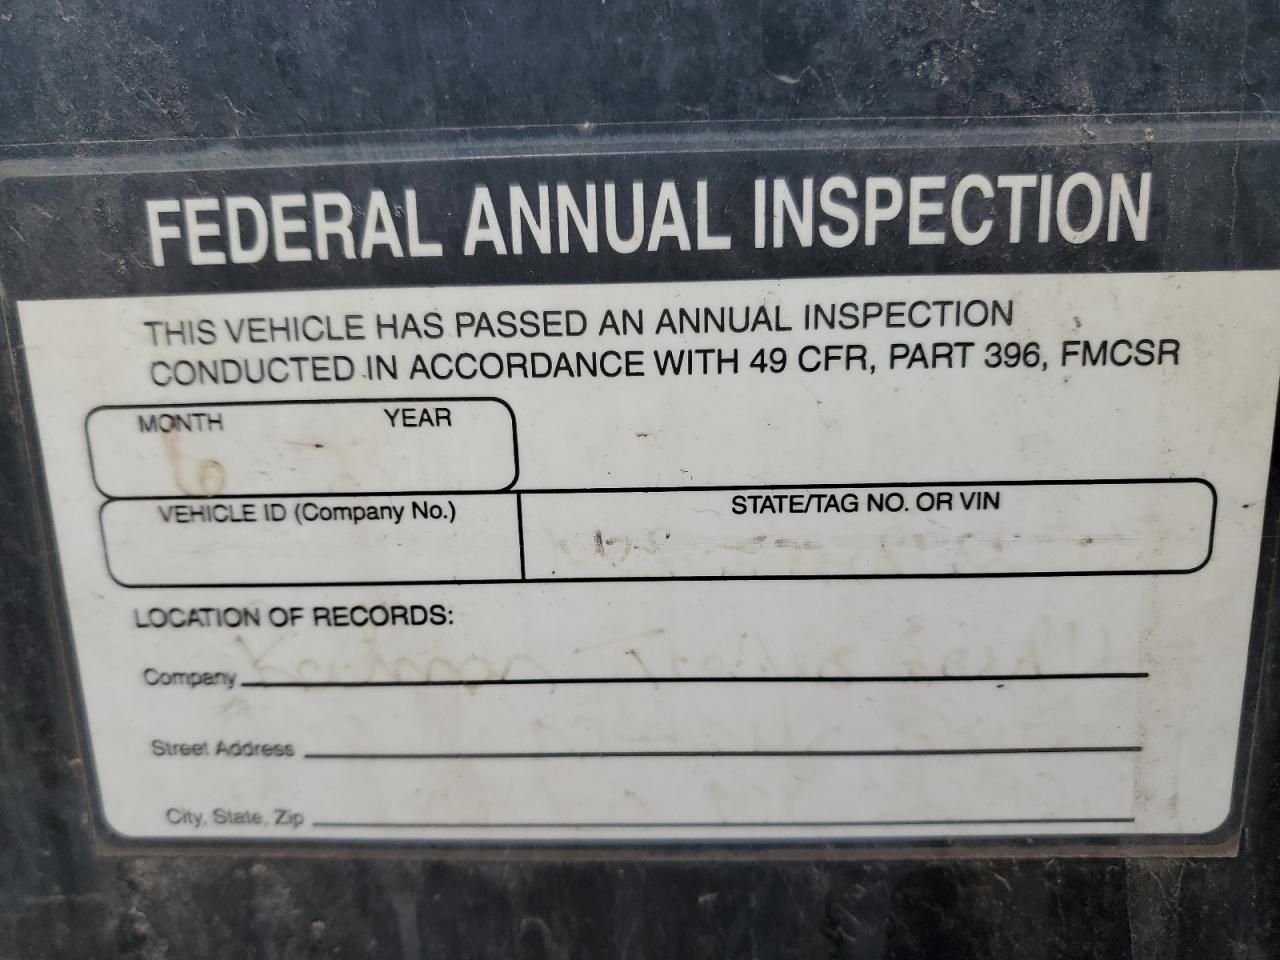 FEDERAL ANNUAL INSPECTION
THIS VEHICLE HAS PASSED AN ANNUAL INSPECTION
CONDUCTED IN ACCORDANCE WITH 49 CFR, PART 396, FMCSR
MONTH YEAR
6
VEHICLE ID (Company No.) STATE/TAG NO. OR VIN
LOCATION OF RECORDS:
Company
Street Address
City, State, Zip